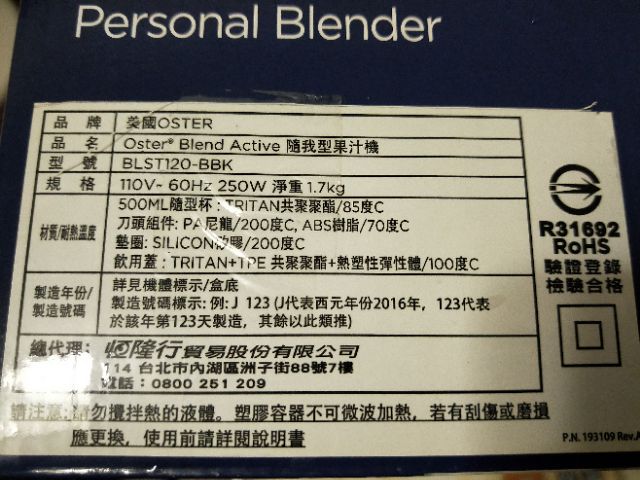 Personal Blender
品 牌 美國OSTER
品 名 Oster® Blend Active 隨我型果汁機
型 號 BLST120-BBK
規 格 110V~ 60Hz 250W 淨重 1.7kg
材質/耐熱溫度 500ML隨型杯: TRITAN共聚聚酯/85度C
刀頭組件: PA尼龍/200度C, ABS樹脂/70度C
墊圈: SILICON矽膠/200度C
飲用蓋: TRITAN+TPE 共聚聚酯+熱塑性彈性體/100度C
製造年份/ 詳見機體標示/盒底
製造號碼 製造號碼標示: 例: J 123 (J代表西元年份2016年, 123代表
於該年第123天製造, 其餘以此類推)
總代理: 恆隆行貿易股份有限公司
114 台北市內湖區洲子街88號7樓
電話: 0800 251 209
請注意: 請勿攪拌熱的液體。塑膠容器不可微波加熱, 若有刮傷或磨損
應更換, 使用前請詳閱說明書
R31692
RoHS
驗證登錄
檢驗合格
P.N. 193109 Rev.A